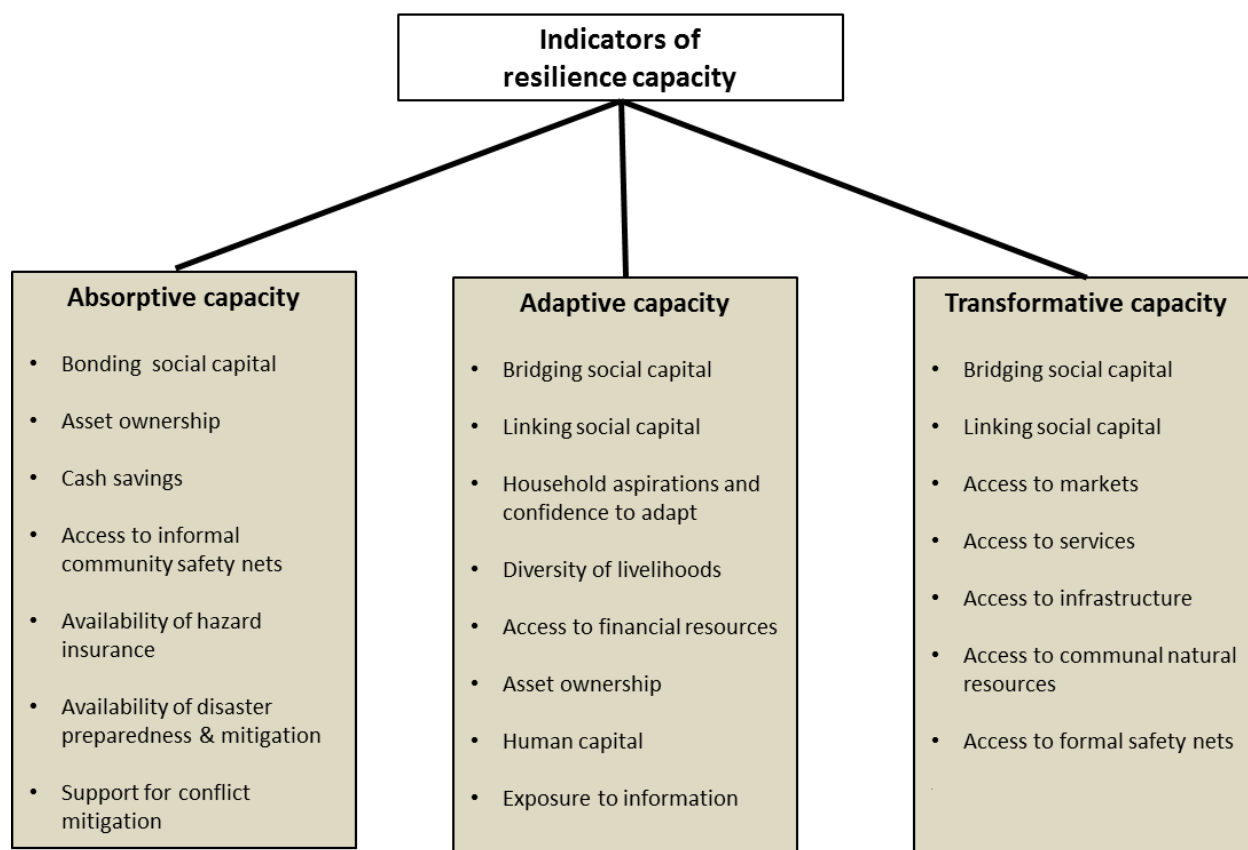 Indicators of
resilience capacity
Absorptive capacity
• Bonding social capital
• Asset ownership
• Cash savings
• Access to informal
community safety nets
• Availability of hazard
insurance
• Availability of disaster
preparedness & mitigation
• Support for conflict
mitigation
Adaptive capacity
• Bridging social capital
• Linking social capital
• Household aspirations and
confidence to adapt
• Diversity of livelihoods
• Access to financial resources
• Asset ownership
• Human capital
• Exposure to information
Transformative capacity
• Bridging social capital
• Linking social capital
• Access to markets
• Access to services
• Access to infrastructure
• Access to communal natural
resources
• Access to formal safety nets